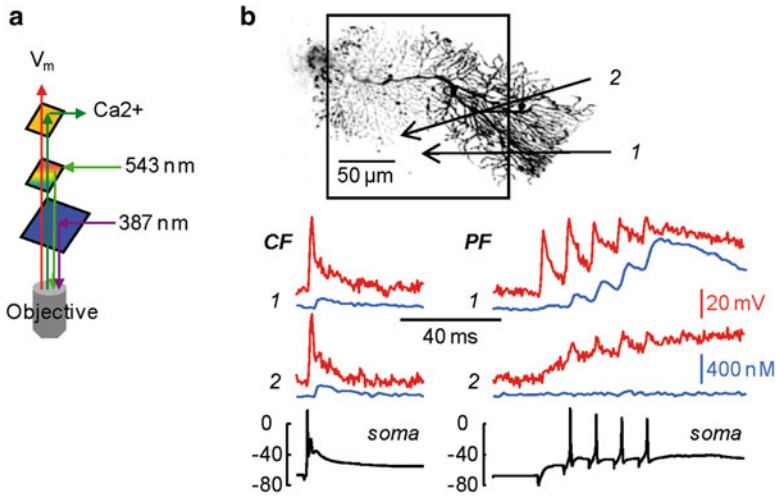 a
Vm
Ca2+
543 nm
387 nm
Objective
b
2
1
50 µm
CF
PF
1
1
20 mV
40 ms
400 nM
2
2
0
-40
-80
soma
0
-40
-80
soma